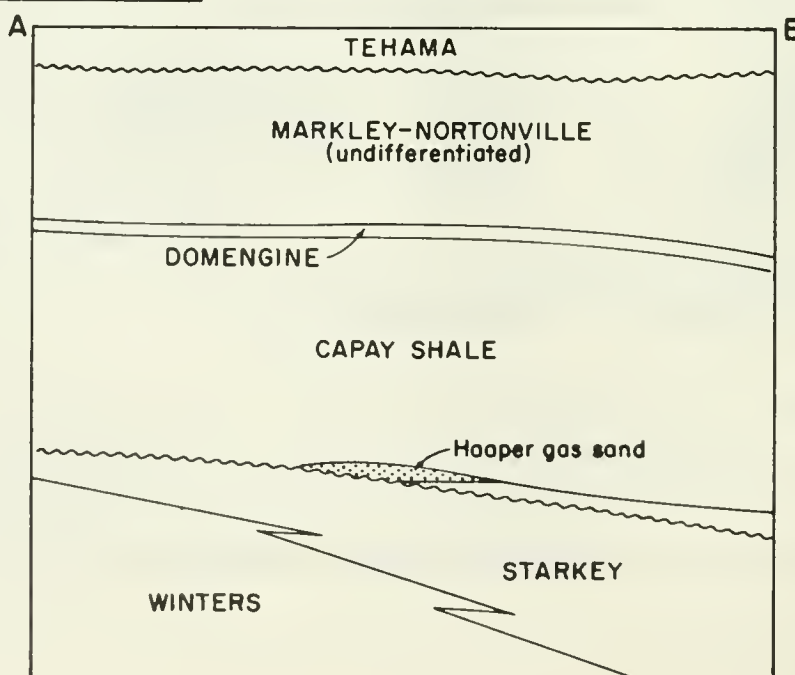 A
TEHAMA
MARKLEY-NORTONVILLE
(undifferentiated)
DOMENGINE
CAPAY SHALE
Hooper gas sand
STARKEY
WINTERS